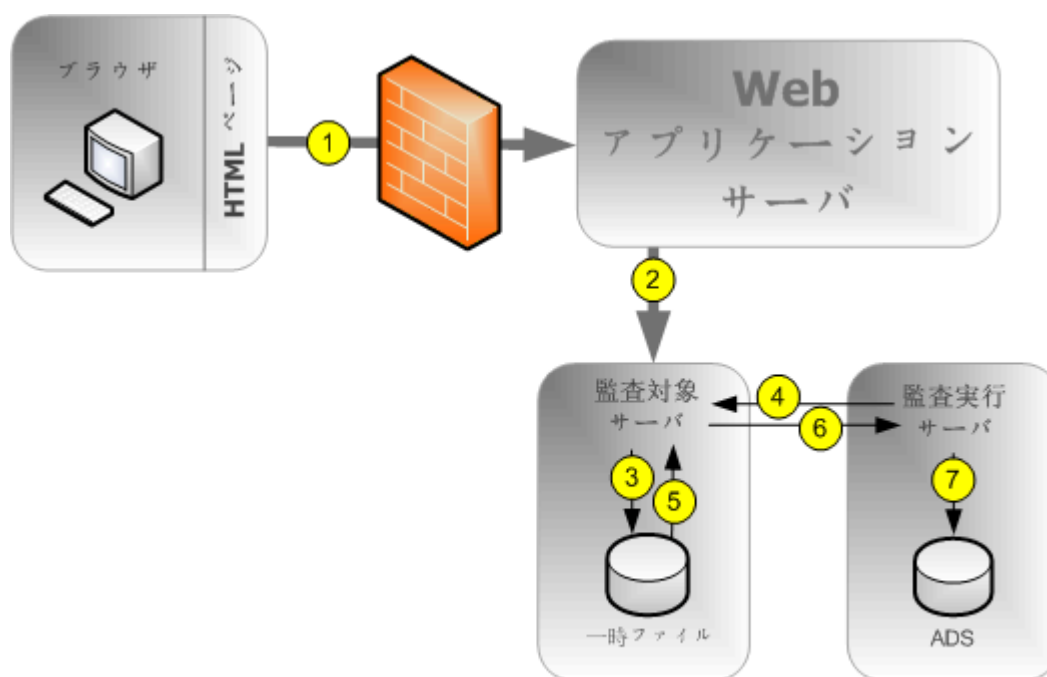 ブラウザ
HTML ページ
1
Web
アプリケーション
サーバ
2
監査対象
サーバ
4
6
監査実行
サーバ
3
5
7
一時ファイル
ADS